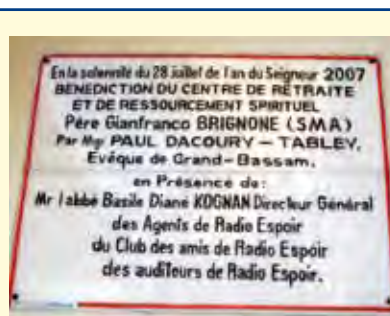 En la solennité du 28 juillet de l'an du Seigneur 2007
BENEDICTION DU CENTRE DE RETRAITE
ET DE RESSOURCEMENT SPIRITUEL
Père Gianfranco BRIGNONE (SMA)
Par Mgr PAUL DACOURY – TABLEY,
Evêque de Grand-Bassam,
en Présence de:
Mr l'abbé Basile Diané KOGNAN Directeur Général
des Agents de Radio Espoir
du Club des amis de Radio Espoir
des auditeurs de Radio Espoir.